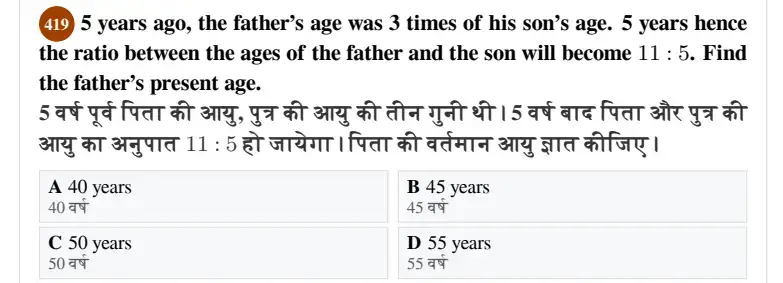 419 5 years ago, the father's age was 3 times of his son's age. 5 years hence
the ratio between the ages of the father and the son will become 11 : 5. Find
the father's present age.
5 वर्ष पूर्व पिता की आयु, पुत्र की आयु की तीन गुनी थी। 5 वर्ष बाद पिता और पुत्र की
आयु का अनुपात 11 : 5 हो जायेगा। पिता की वर्तमान आयु ज्ञात कीजिए।
A 40 years
40 वर्ष
B 45 years
45 वर्ष
C 50 years
50 वर्ष
D 55 years
55 वर्ष